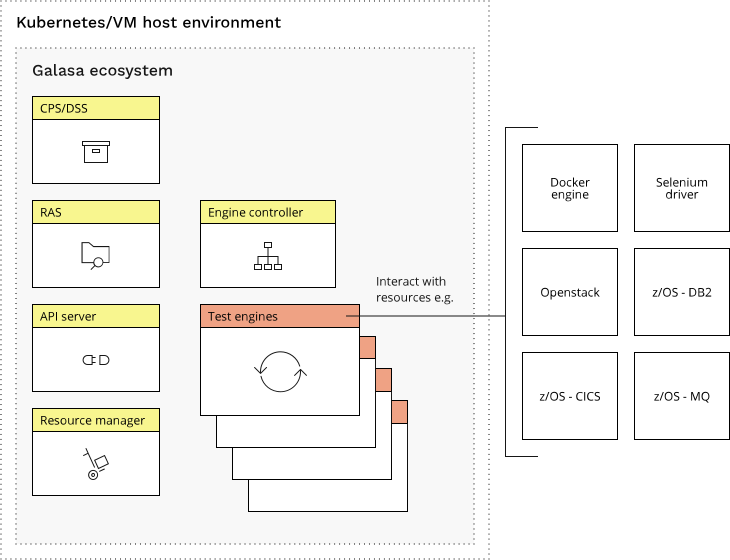 Kubernetes/VM host environment
Galasa ecosystem
CPS/DSS
RAS
Engine controller
API server
Test engines
Resource manager
Interact with
resources e.g.
Docker
engine
Selenium
driver
Openstack
z/OS - DB2
z/OS - CICS
z/OS - MQ